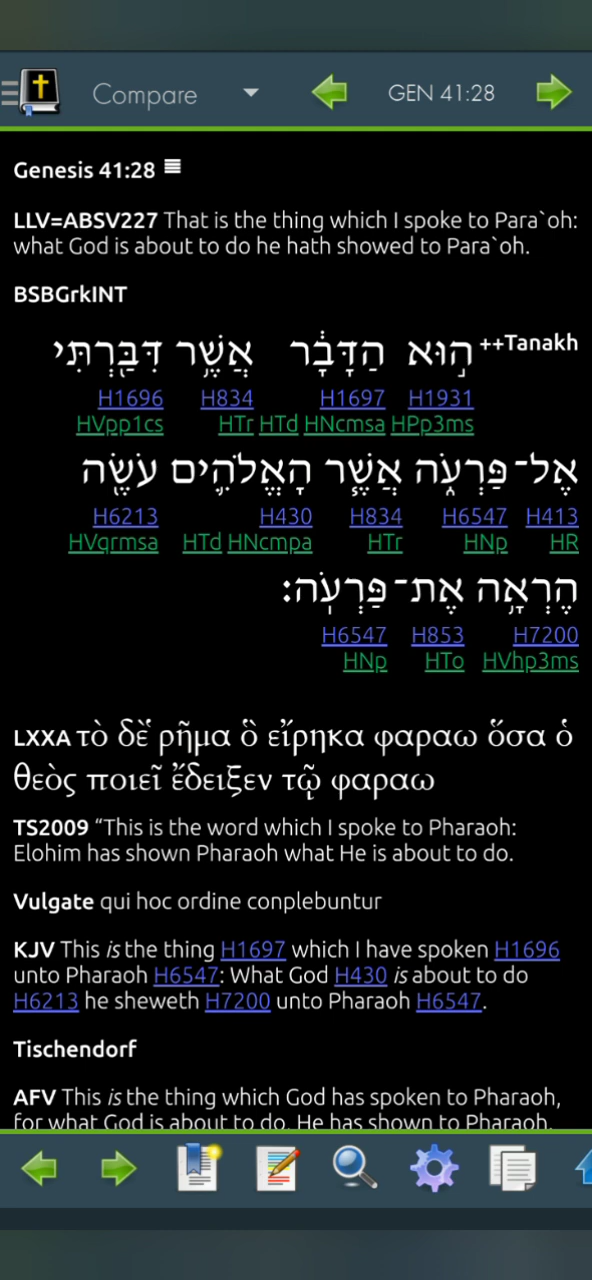 Compare
GEN 41:28
Genesis 41:28
LLV=ABSV227 That is the thing which I spoke to Para`oh:
what God is about to do he hath showed to Para`oh.
BSBGrkINT
++Tanakh ה֣וּא הַדָּבָ֔ר אֲשֶׁ֥ר דִּבַּ֖רְתִּי
H1696 H834 H1697 H1931
HVpp1cs HTr HTd HNcmsa HPp3ms
אֶל־פַּרְעֹ֑ה אֲשֶׁ֧ר הָאֱלֹהִ֛ים עֹשֶׂ֖ה
H6213 H430 H834 H6547 H413
HVqrmsa HTd HNcmpa HTr HNp HR
הֶרְאָ֥ה אֶת־פַּרְעֹֽה׃
H6547 H853 H7200
HNp HTo HVhp3ms
LXXA τὸ δὲ ῥῆμα ὃ εἴρηκα φαραω ὅσα ὁ
θεὸς ποιεῖ ἔδειξεν τῷ φαραω
TS2009 “This is the word which I spoke to Pharaoh:
Elohim has shown Pharaoh what He is about to do.
Vulgate qui hoc ordine conplebuntur
KJV This is the thing H1697 which I have spoken H1696
unto Pharaoh H6547: What God H430 is about to do
H6213 he sheweth H7200 unto Pharaoh H6547.
Tischendorf
AFV This is the thing which God has spoken to Pharaoh,
for what God is about to do, He has shown to Pharaoh.